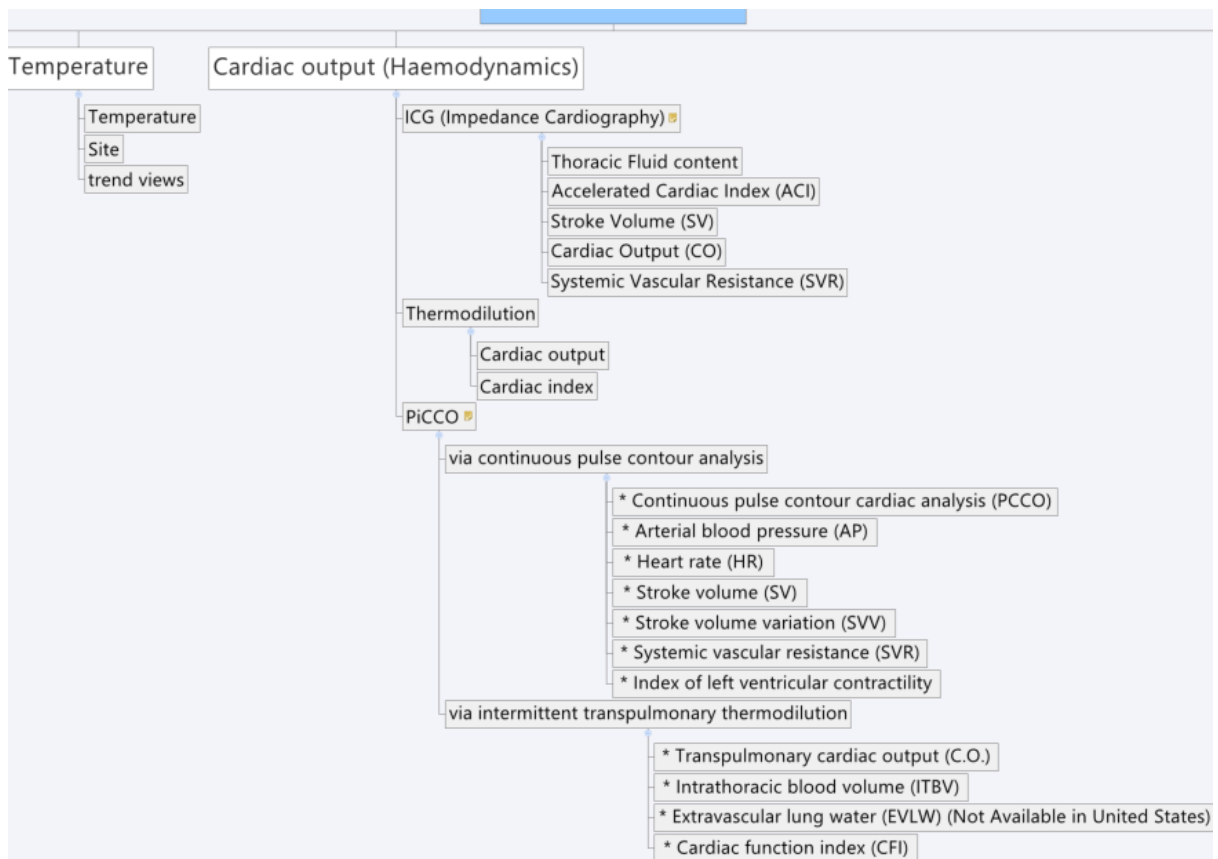 Temperature
Temperature
Site
trend views
Cardiac output (Haemodynamics)
ICG (Impedance Cardiography)
Thoracic Fluid content
Accelerated Cardiac Index (ACI)
Stroke Volume (SV)
Cardiac Output (CO)
Systemic Vascular Resistance (SVR)
Thermodilution
Cardiac output
Cardiac index
PiCCO
via continuous pulse contour analysis
* Continuous pulse contour cardiac analysis (PCCO)
* Arterial blood pressure (AP)
* Heart rate (HR)
* Stroke volume (SV)
* Stroke volume variation (SVV)
* Systemic vascular resistance (SVR)
* Index of left ventricular contractility
via intermittent transpulmonary thermodilution
* Transpulmonary cardiac output (C.O.)
* Intrathoracic blood volume (ITBV)
* Extravascular lung water (EVLW) (Not Available in United States)
* Cardiac function index (CFI)